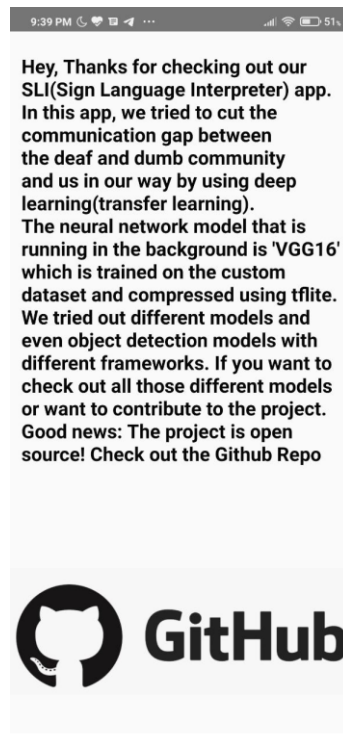 9:39 PM ... 51%
Hey, Thanks for checking out our
SLI(Sign Language Interpreter) app.
In this app, we tried to cut the
communication gap between
the deaf and dumb community
and us in our way by using deep
learning(transfer learning).
The neural network model that is
running in the background is 'VGG16'
which is trained on the custom
dataset and compressed using tflite.
We tried out different models and
even object detection models with
different frameworks. If you want to
check out all those different models
or want to contribute to the project.
Good news: The project is open
source! Check out the Github Repo
GitHub